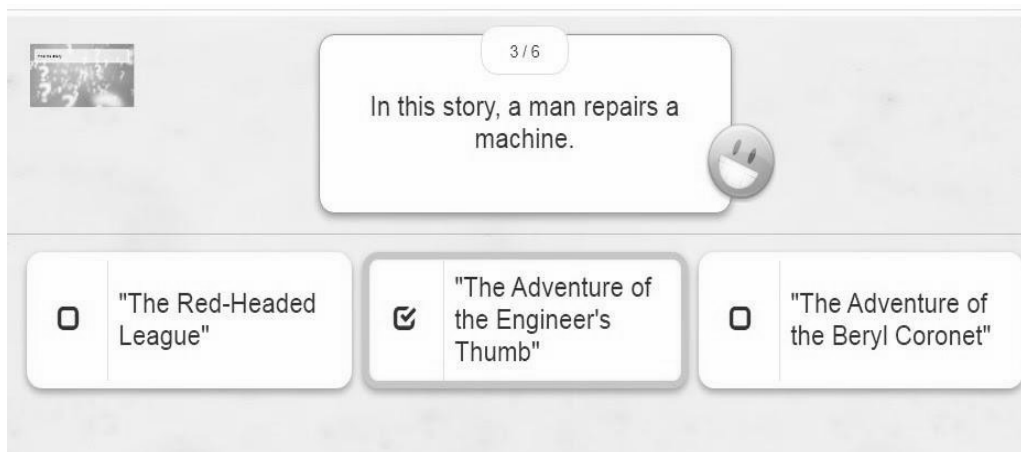 3 / 6
In this story, a man repairs a
machine.
"The Red-Headed
League"
"The Adventure of
the Engineer's
Thumb"
"The Adventure of
the Beryl Coronet"